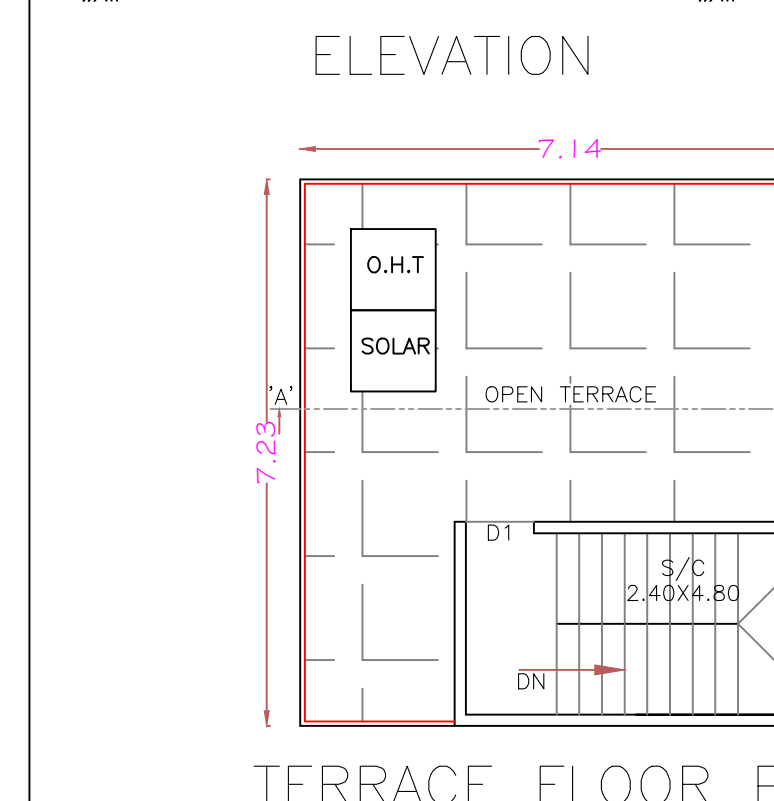 ELEVATION
7.14
O.H.T
SOLAR
'A'
OPEN TERRACE
7.23
D1
S/C
2.40X4.80
DN
TERRACE FLOOR